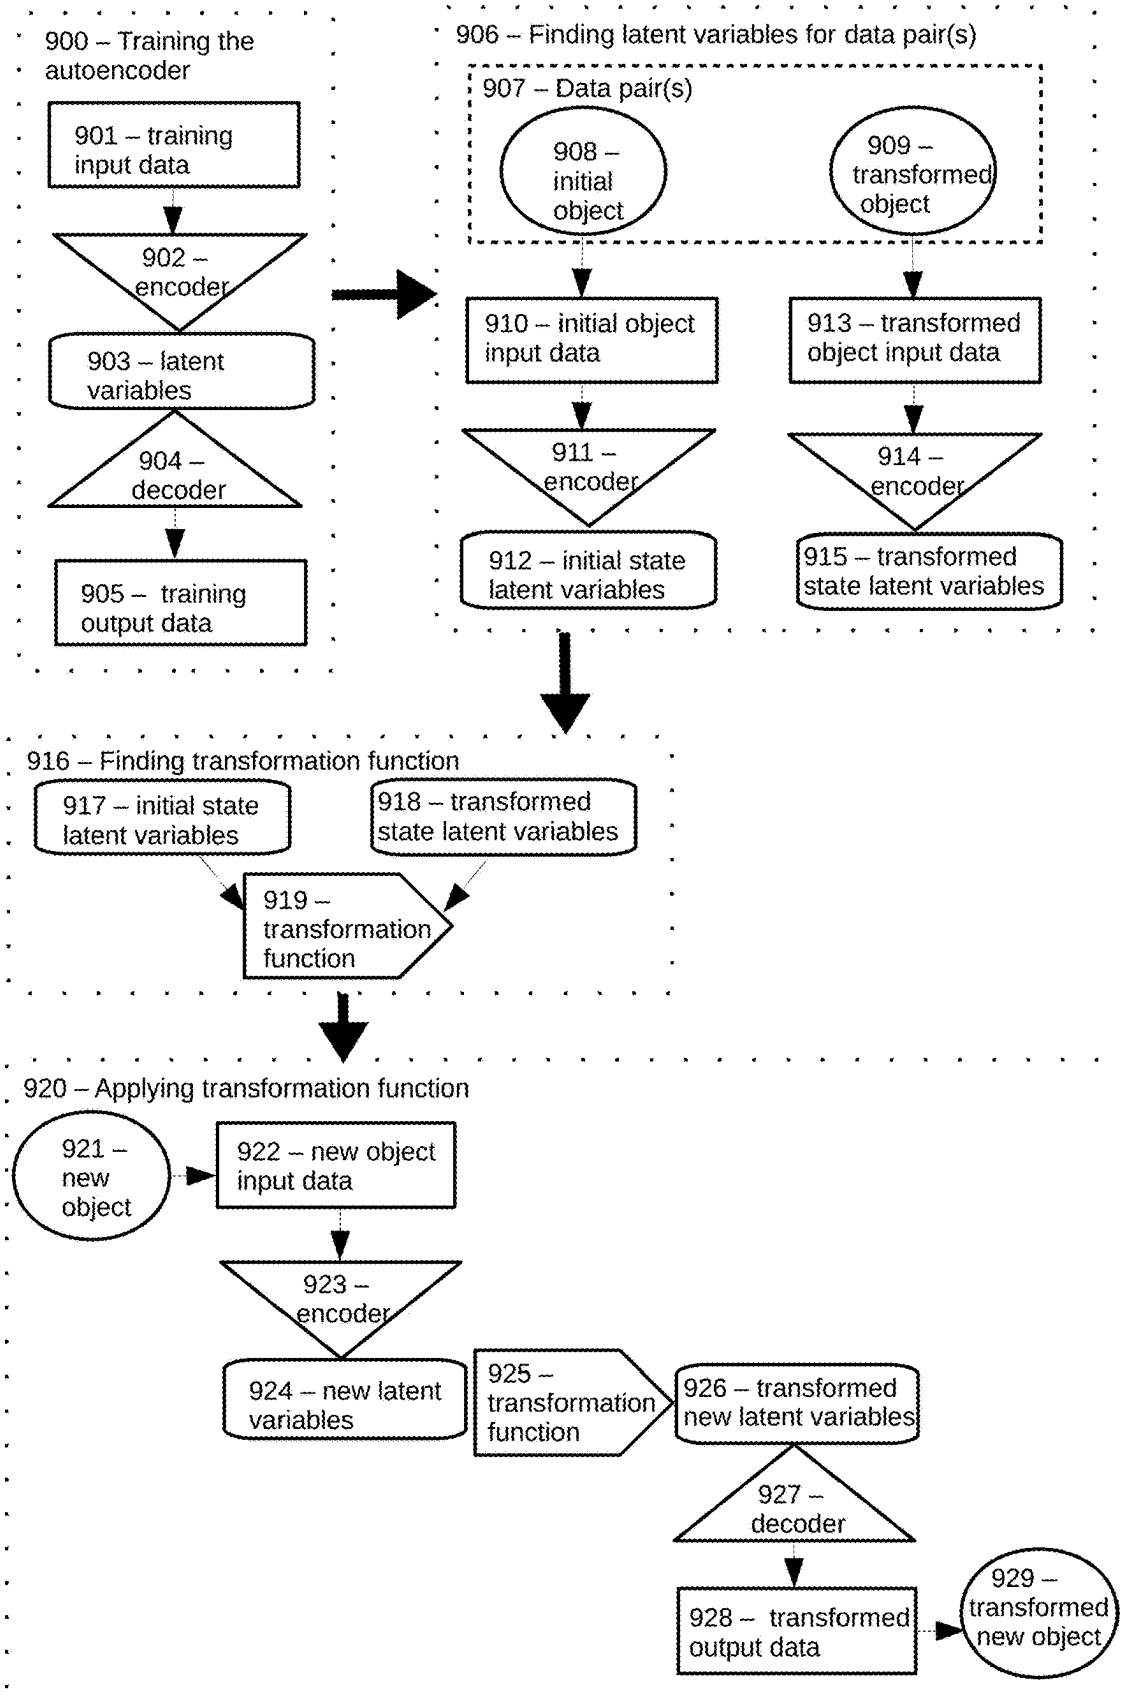 900 – Training the
autoencoder
901 – training
input data
902 –
encoder
903 – latent
variables
904 –
decoder
905 – training
output data
906 – Finding latent variables for data pair(s)
907 – Data pair(s)
908 –
initial
object
909 –
transformed
object
910 – initial object
input data
913 – transformed
object input data
911 –
encoder
914 –
encoder
912 – initial state
latent variables
915 – transformed
state latent variables
916 – Finding transformation function
917 – initial state
latent variables
918 – transformed
state latent variables
919 –
transformation
function
920 – Applying transformation function
921 –
new
object
922 – new object
input data
923 –
encoder
924 – new latent
variables
925 –
transformation
function
926 – transformed
new latent variables
927 –
decoder
928 – transformed
output data
929 –
transformed
new object